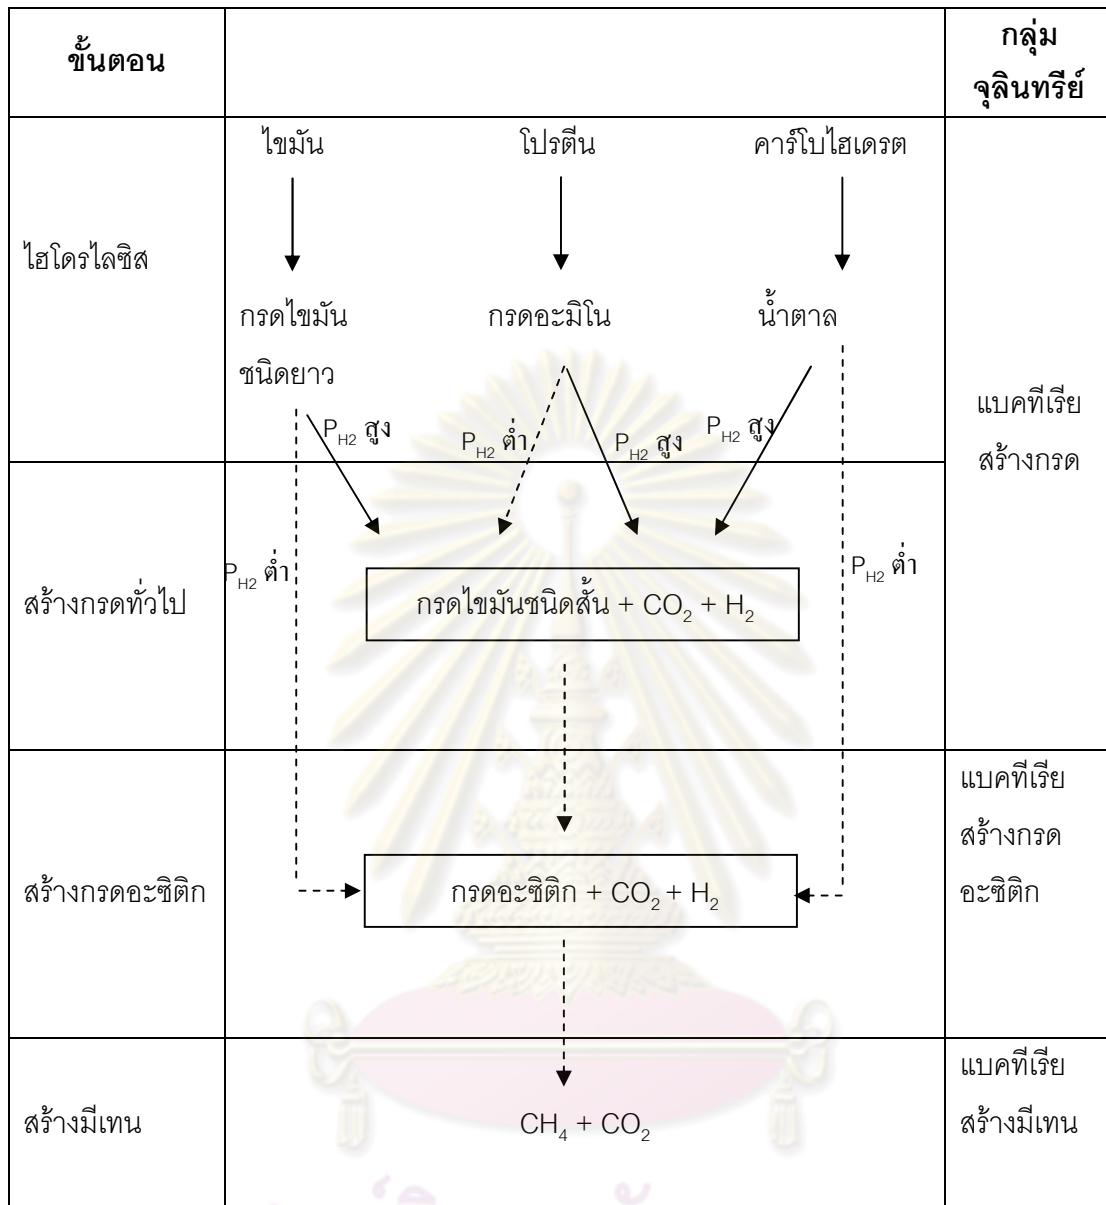 ขั้นตอน
กลุ่ม
จุลินทรีย์
ไขมัน โปรตีน คาร์โบไฮเดรต
ไฮโดรไลซิส
กรดไขมัน กรดอะมิโน น้ำตาล
ชนิดยาว
แบคทีเรีย
สร้างกรด
P_H2 สูง P_H2 ต่ำ P_H2 สูง P_H2 สูง
P_H2 ต่ำ P_H2 ต่ำ
สร้างกรดทั่วไป
กรดไขมันชนิดสั้น + CO₂ + H₂
แบคทีเรีย
สร้างกรด
อะซิติก
สร้างกรดอะซิติก
กรดอะซิติก + CO₂ + H₂
แบคทีเรีย
สร้างมีเทน
สร้างมีเทน
CH₄ + CO₂